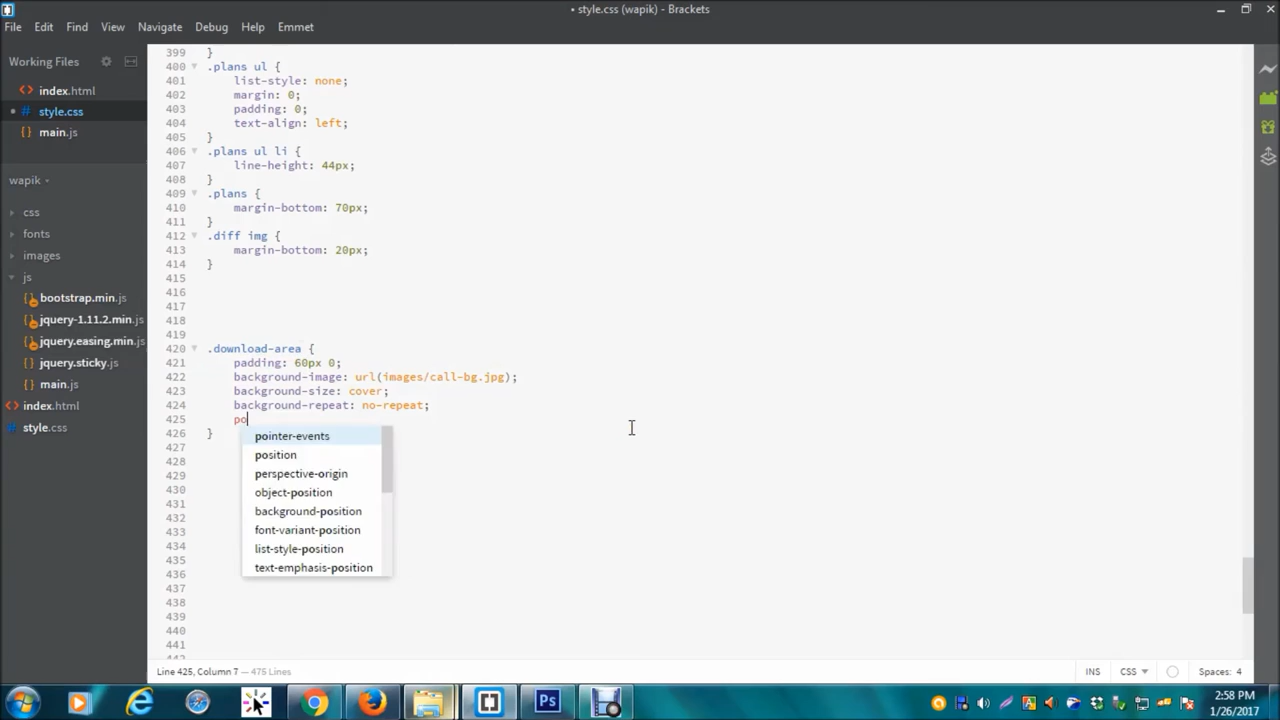 • style.css (wapik) - Brackets
File Edit Find View Navigate Debug Help Emmet
Working Files
index.html
style.css
main.js
wapik
css
fonts
images
js
bootstrap.min.js
jquery-1.11.2.min.js
jquery.easing.min.js
jquery.sticky.js
main.js
index.html
style.css
399 }
400 .plans ul {
401 list-style: none;
402 margin: 0;
403 padding: 0;
404 text-align: left;
405 }
406 .plans ul li {
407 line-height: 44px;
408 }
409 .plans {
410 margin-bottom: 70px;
411 }
412 .diff img {
413 margin-bottom: 20px;
414 }
415
416
417
418
419
420 .download-area {
421 padding: 60px 0;
422 background-image: url(images/call-bg.jpg);
423 background-size: cover;
424 background-repeat: no-repeat;
425 po
426 }
427
428
429
430
431
432
433
434
435
436
437
438
439
440
441
442
pointer-events
position
perspective-origin
object-position
background-position
font-variant-position
list-style-position
text-emphasis-position
Line 425, Column 7 — 475 Lines
INS CSS Spaces: 4
Ps
2:58 PM
1/26/2017